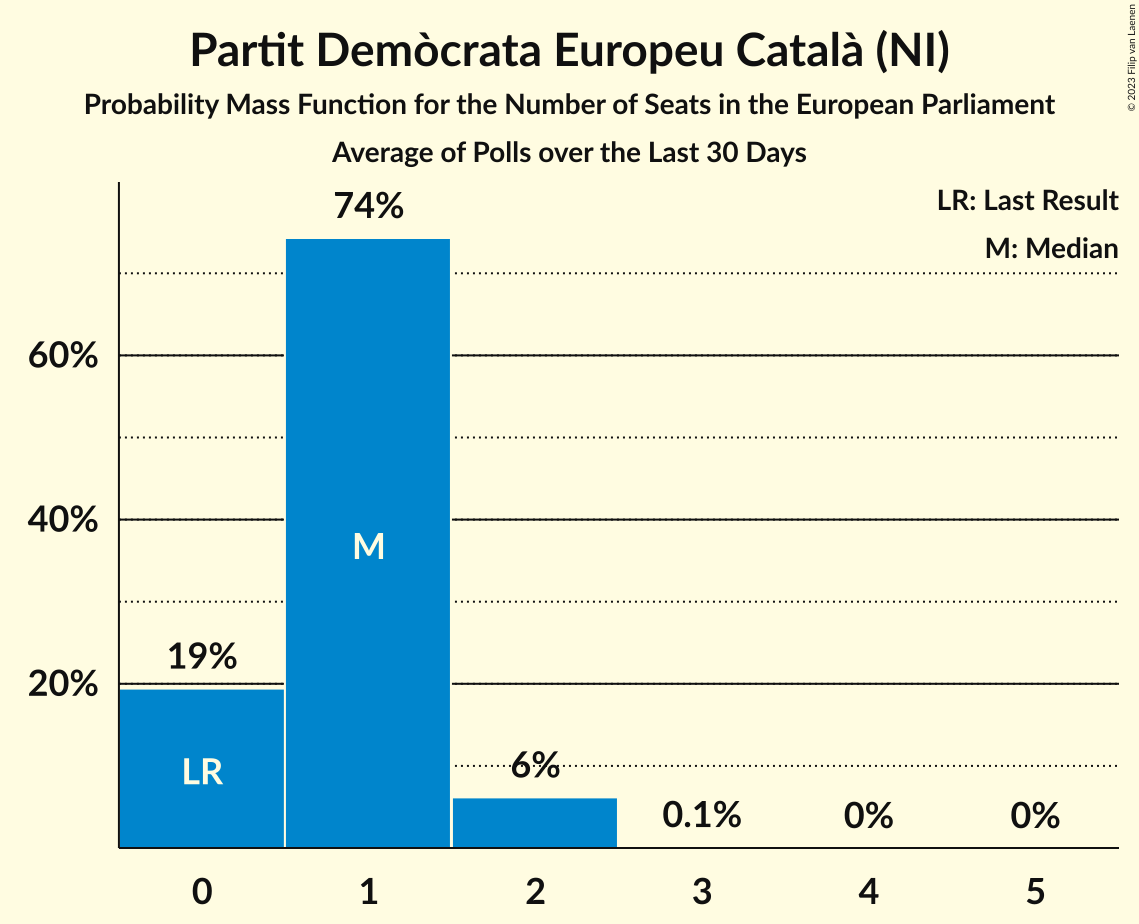 Partit Demòcrata Europeu Català (NI)
Probability Mass Function for the Number of Seats in the European Parliament
Average of Polls over the Last 30 Days
© 2023 Filip van Laenen
LR: Last Result
M: Median
74%
60%
40%
M
19%
20%
LR
6%
0.1%
0%
0%
0 1 2 3 4 5